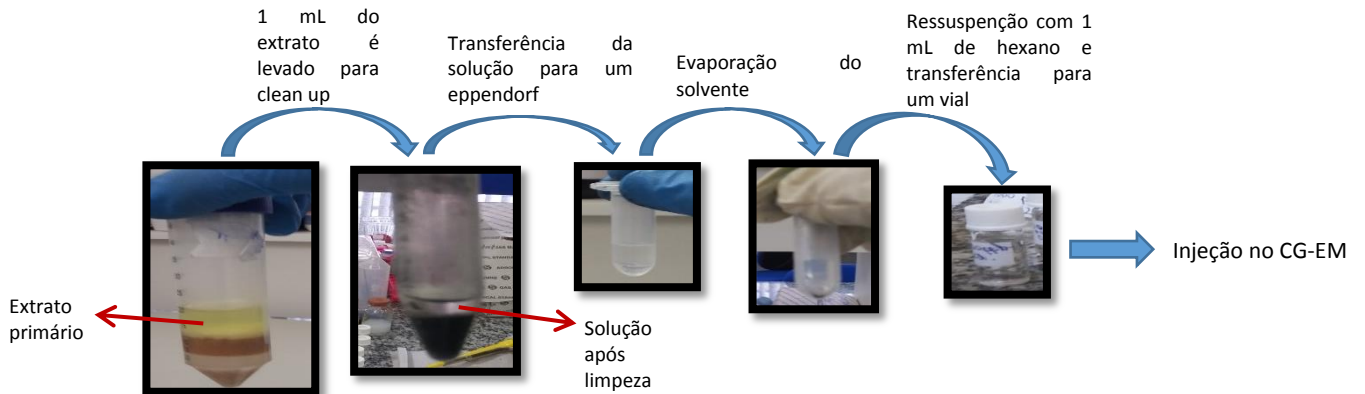 1 mL do
extrato é
levado para
clean up
Transferência da
solução para um
eppendorf
Evaporação do
solvente
Ressuspenção com 1
mL de hexano e
transferência para
um vial
Extrato
primário
Solução
após
limpeza
Injeção no CG-EM